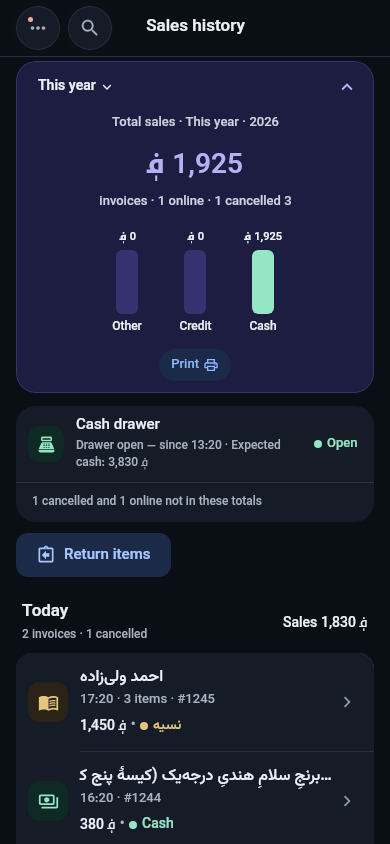 Sales history
This year
Total sales · This year · 2026
؋ 1,925
invoices · 1 online · 1 cancelled 3
؋ 0
؋ 0
؋ 1,925
Other
Credit
Cash
Print
Cash drawer
Drawer open — since 13:20 · Expected
cash: 3,830 ؋
Open
1 cancelled and 1 online not in these totals
Return items
Today
Sales 1,830 ؋
2 invoices · 1 cancelled
احمد ولی‌زاده
17:20 · 3 items · #1245
1,450 ؋ • نسیه
برنجِ سلامِ هندیِ درجه‌یک (کیسهٔ پنج ک...
16:20 · #1244
380 ؋ • Cash